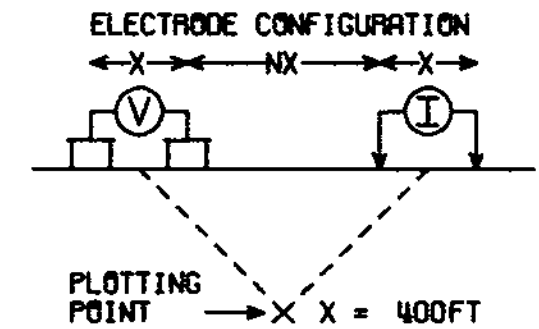 ELECTRODE CONFIGURATION
X NX X
V I
PLOTTING
POINT X X = 400FT